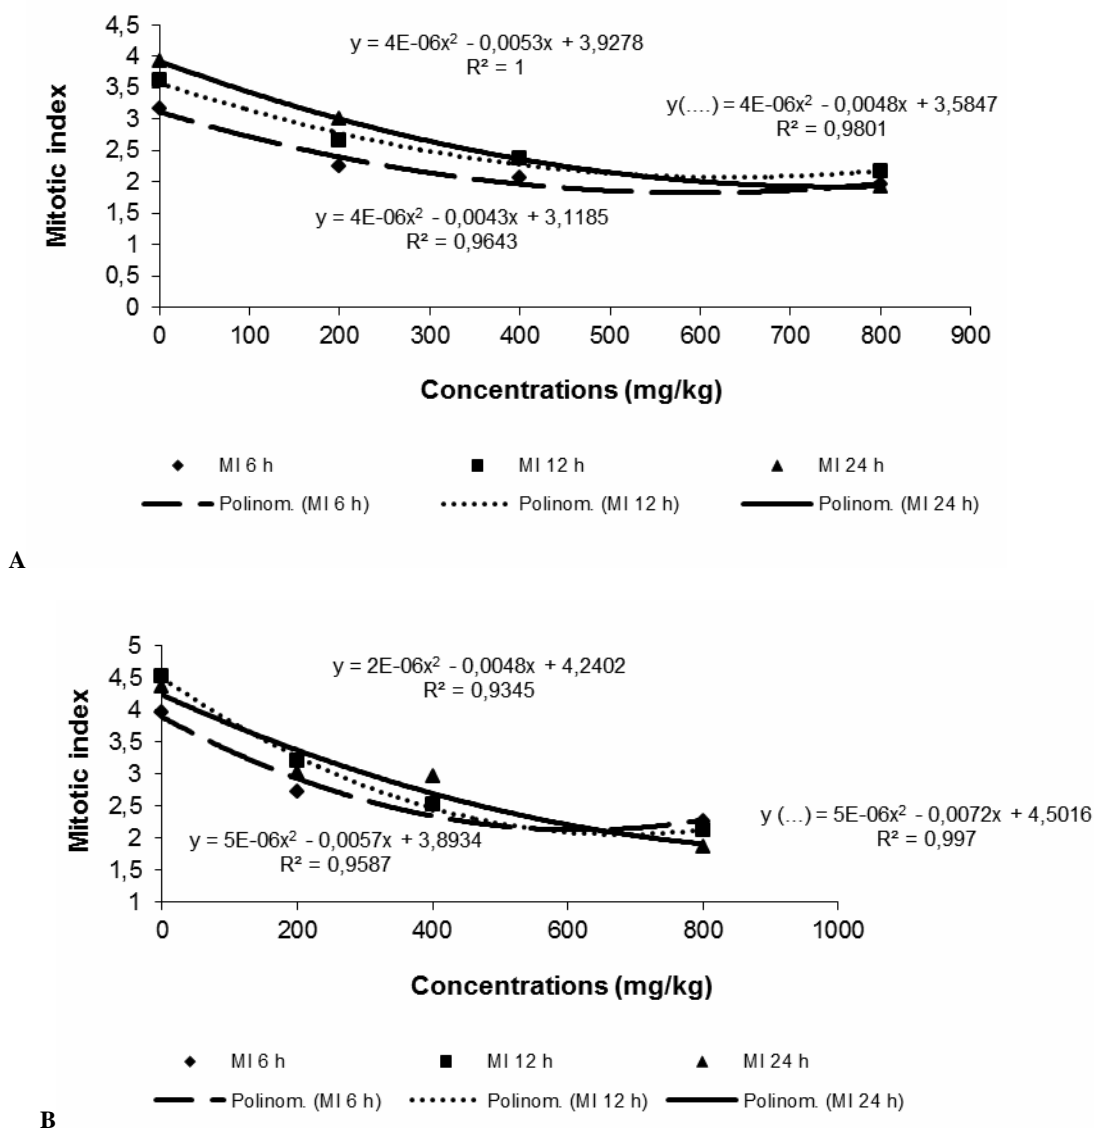 4,5
4
3,5
3
2,5
2
1,5
1
0,5
0
Mitotic index
y = 4E-06x² - 0,0053x + 3,9278
R² = 1
y(....) = 4E-06x² - 0,0048x + 3,5847
R² = 0,9801
y = 4E-06x² - 0,0043x + 3,1185
R² = 0,9643
0 100 200 300 400 500 600 700 800 900
Concentrations (mg/kg)
MI 6 h MI 12 h MI 24 h
Polinom. (MI 6 h) Polinom. (MI 12 h) Polinom. (MI 24 h)
A
5
4,5
4
3,5
3
2,5
2
1,5
1
Mitotic index
y = 2E-06x² - 0,0048x + 4,2402
R² = 0,9345
y (...) = 5E-06x² - 0,0072x + 4,5016
R² = 0,997
y = 5E-06x² - 0,0057x + 3,8934
R² = 0,9587
0 200 400 600 800 1000
Concentrations (mg/kg)
MI 6 h MI 12 h MI 24 h
Polinom. (MI 6 h) Polinom. (MI 12 h) Polinom. (MI 24 h)
B